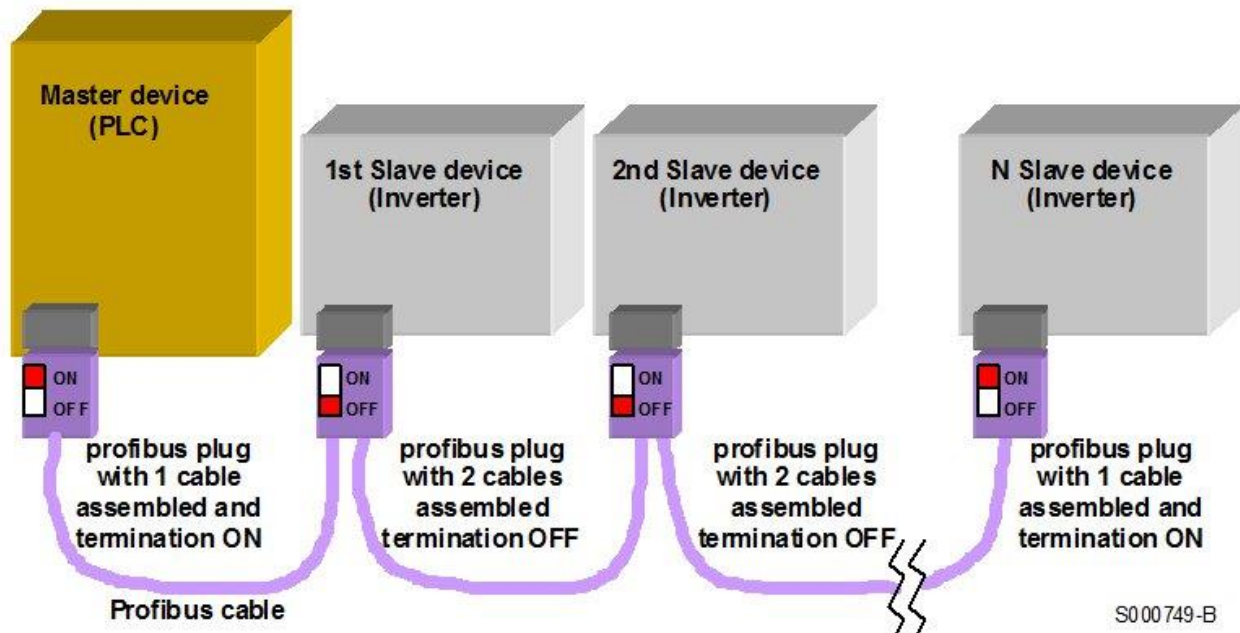 Master device
(PLC)
1st Slave device
(Inverter)
2nd Slave device
(Inverter)
N Slave device
(Inverter)
ON
OFF
ON
OFF
ON
OFF
ON
OFF
profibus plug
with 1 cable
assembled and
termination ON
profibus plug
with 2 cables
assembled
termination OFF
profibus plug
with 2 cables
assembled
termination OFF
profibus plug
with 1 cable
assembled and
termination ON
Profibus cable
S000749-B